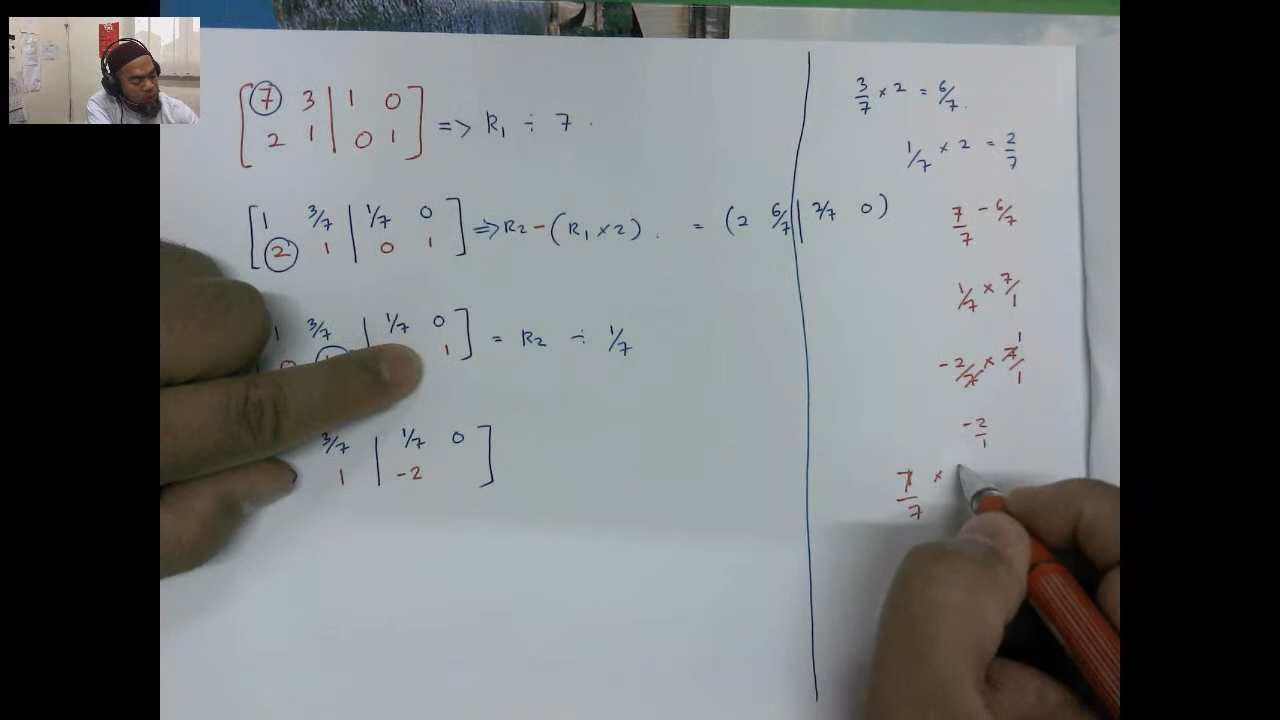 [7 3 | 1 0]
[2 1 | 0 1] => R₁ ÷ 7.
[1 3/7 | 1/7 0]
[2 1 | 0 1] => R2 - (R₁ × 2). = (2 6/7 | 2/7 0)
3/7 1/7 0]
1] = R2 ÷ 1/7
3/7 | 1/7 0]
1 | -2 ]
3/7 × 2 = 6/7.
1/7 × 2 = 2/7
7/7 - 6/7
1/7 × 7/1
-2/7 × 7/1 1
-2/1
7/7 ×